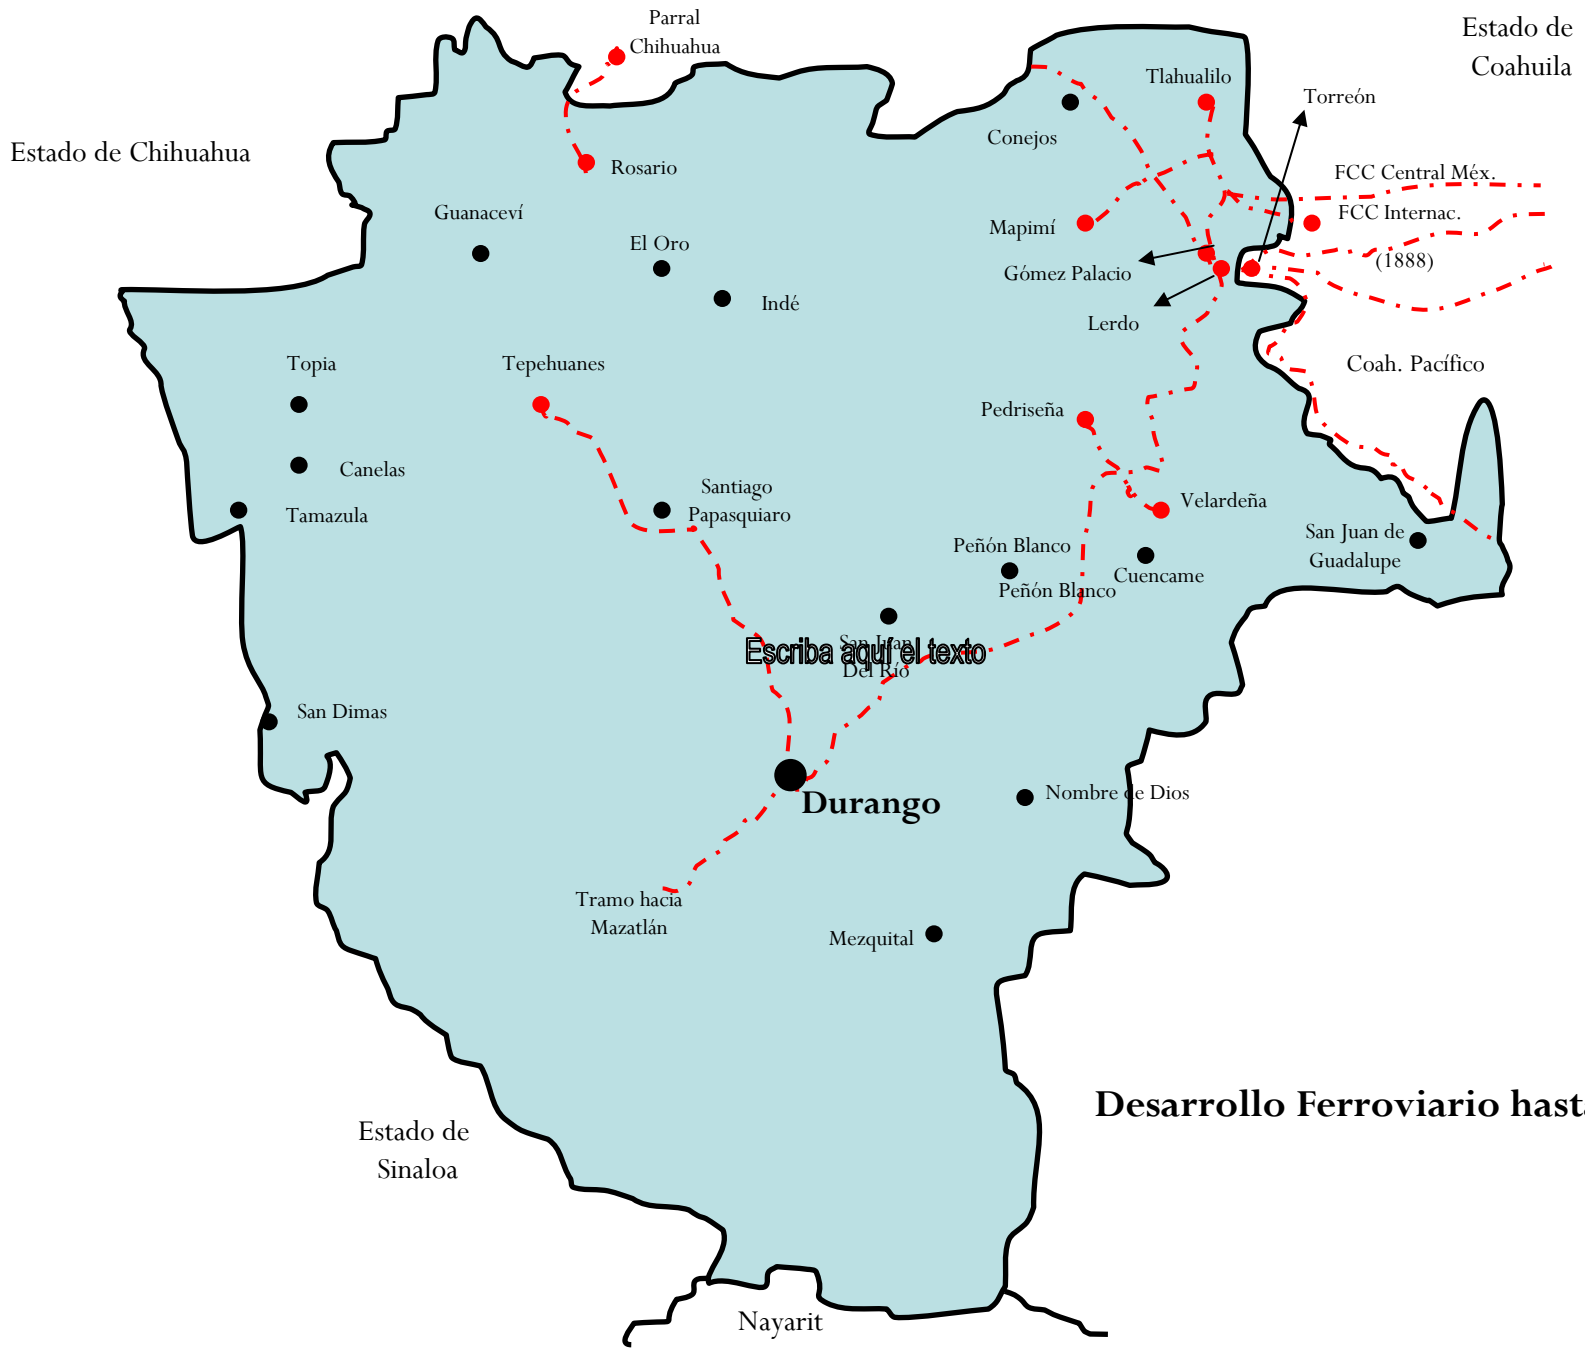 Parral
Chihuahua
Estado de
Coahuila
Tlahualilo
Torreón
Conejos
Estado de Chihuahua
Rosario
FCC Central Méx.
Guanaceví
FCC Internac.
Mapimí
El Oro
(1888)
Gómez Palacio
Indé
Lerdo
Topia
Tepehuanes
Coah. Pacífico
Pedriseña
Canelas
Santiago
Papasquiaro
Tamazula
Velardeña
San Juan de
Guadalupe
Peñón Blanco
Cuencame
Peñón Blanco
San Juan
Del Río
Escriba aquí el texto
San Dimas
Durango
Nombre de Dios
Tramo hacia
Mazatlán
Mezquital
Desarrollo Ferroviario hasta
Estado de
Sinaloa
Nayarit